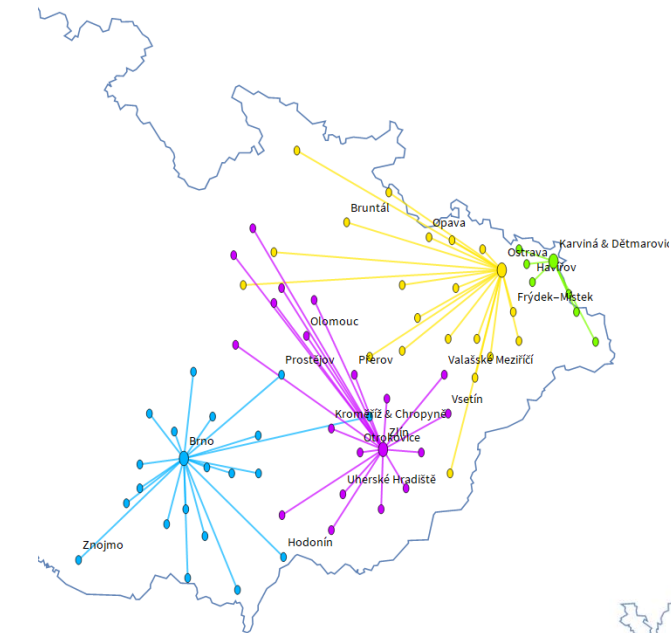 Bruntál
Opava
Karviná & Dětmarovic
Ostrava
Havířov
Frýdek–Místek
Olomouc
Prostějov
Přerov
Valašské Meziříčí
Vsetín
Kroměříž & Chropyně
Zlín
Otrokovice
Brno
Uherské Hradiště
Hodonín
Znojmo